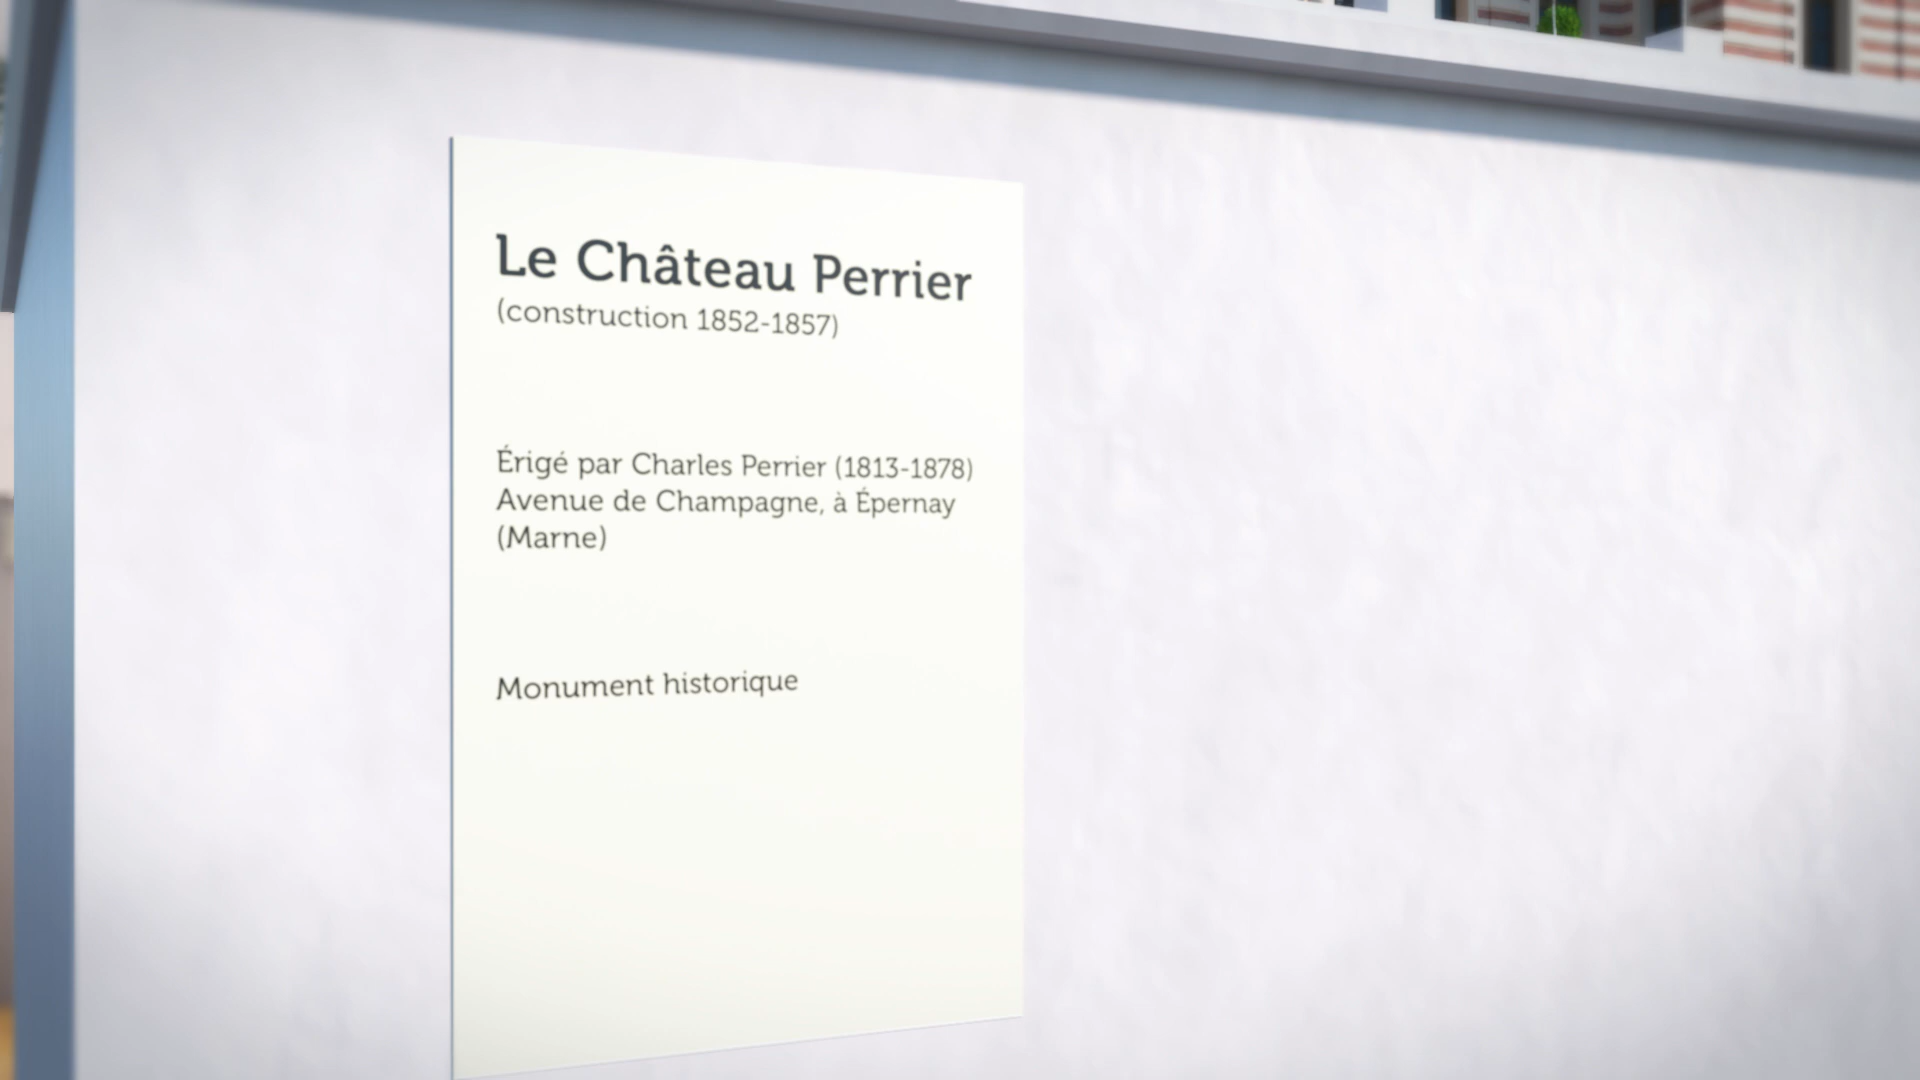 Le Château Perrier
(construction 1852-1857)
Érigé par Charles Perrier (1813-1878)
Avenue de Champagne, à Épernay
(Marne)
Monument historique